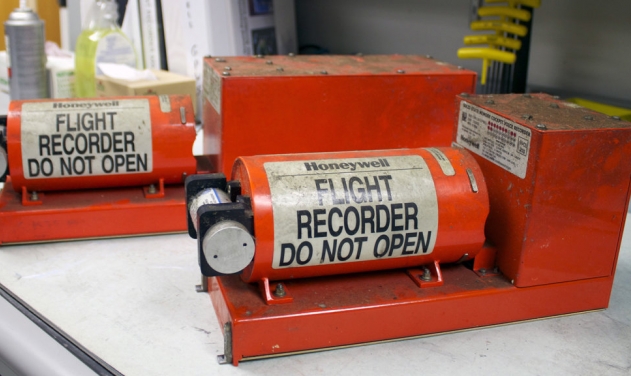 Honeywell
FLIGHT
RECORDER
DO NOT OPEN
Honeywell
FLIGHT
RECORDER
DO NOT OPEN